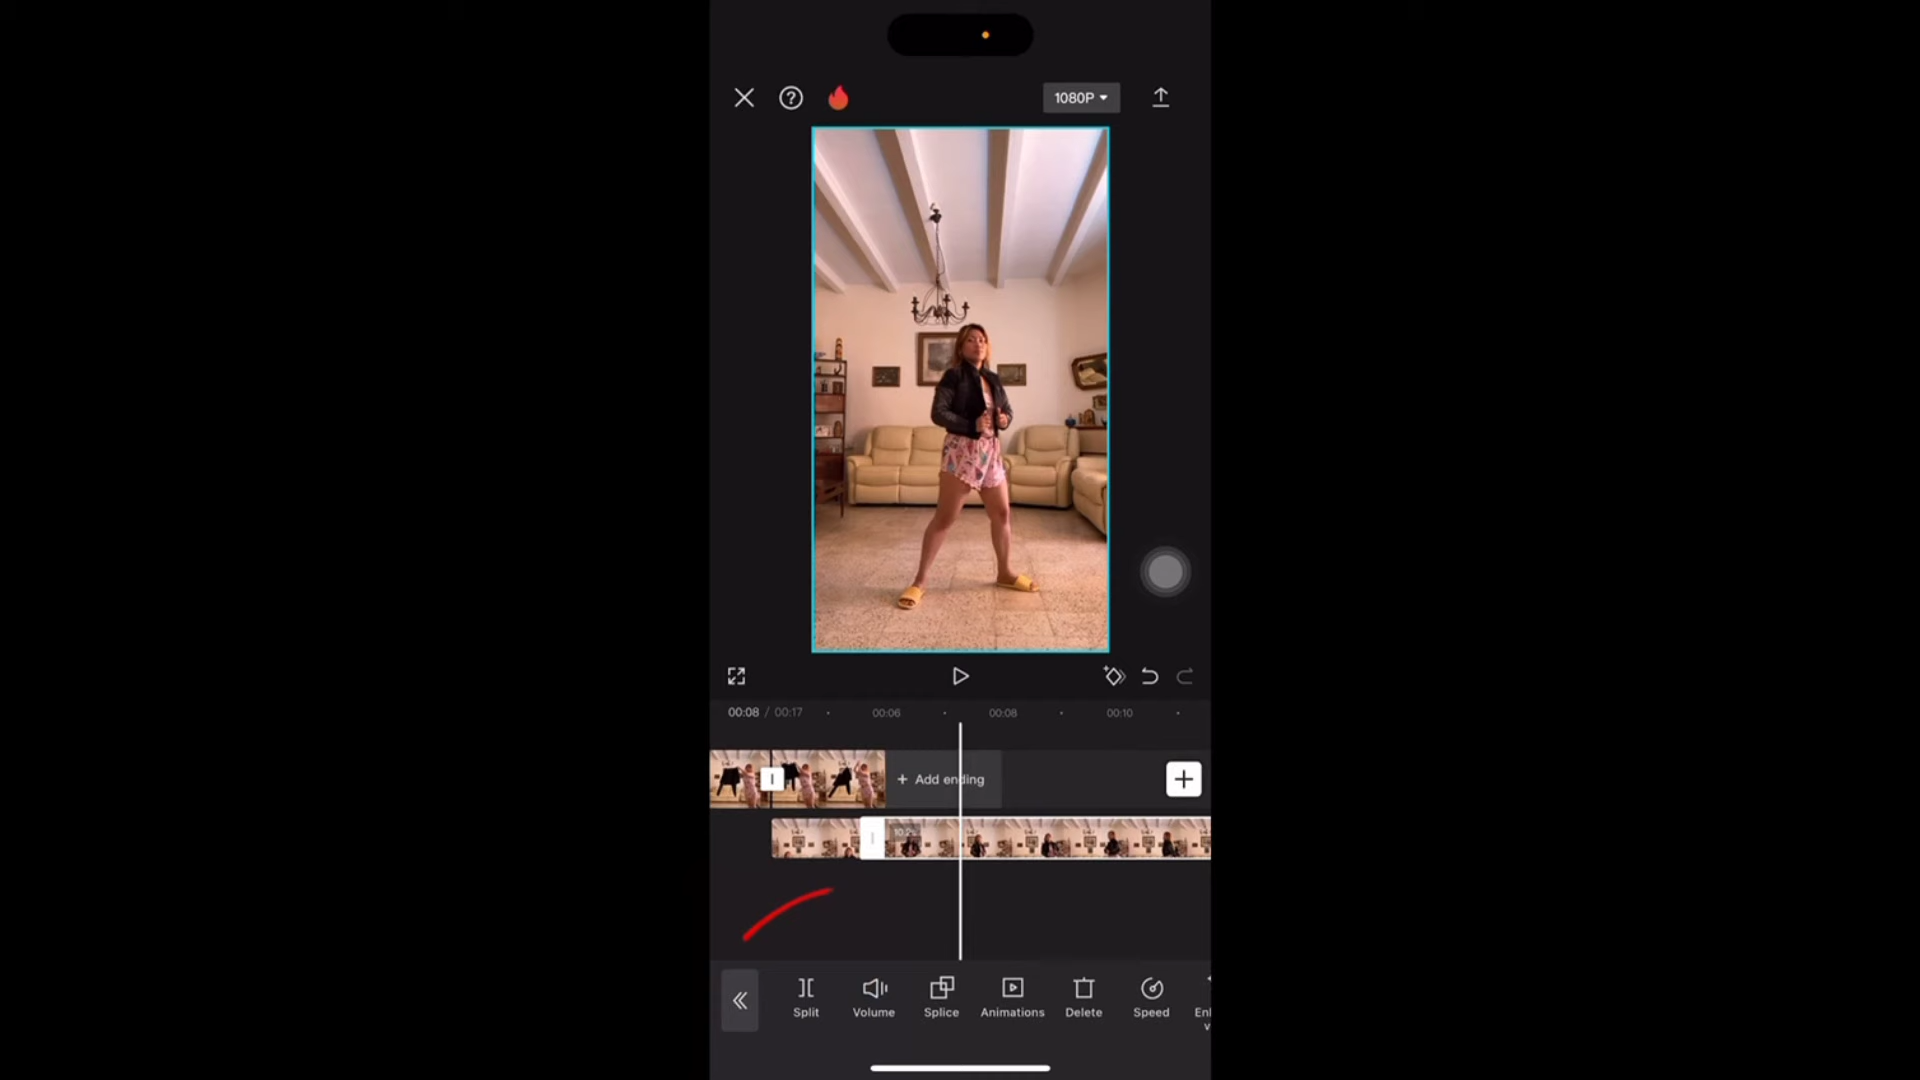 1080P
00:08 / 00:17
00:06
00:08
00:10
+ Add ending
Split
Volume
Splice
Animations
Delete
Speed